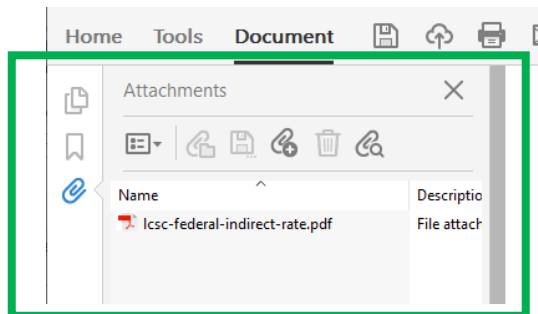 Home Tools Document
Attachments
Name Descriptio
lcsc-federal-indirect-rate.pdf File attach